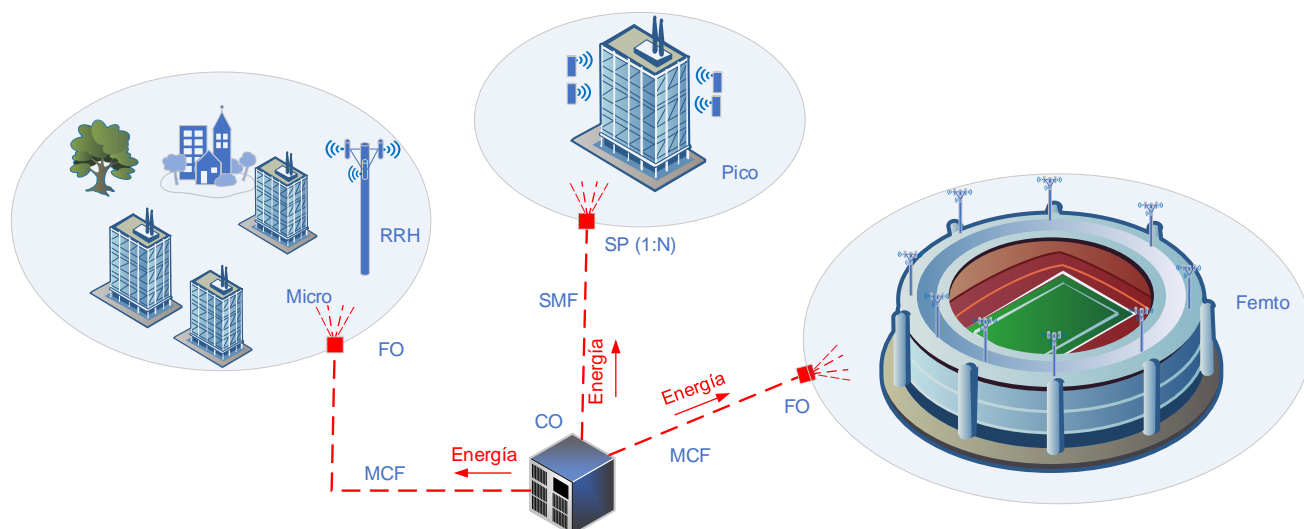 Pico
RRH
SP (1:N)
Micro
SMF
Femto
FO
Energía
Energía
FO
CO
Energía
MCF
MCF